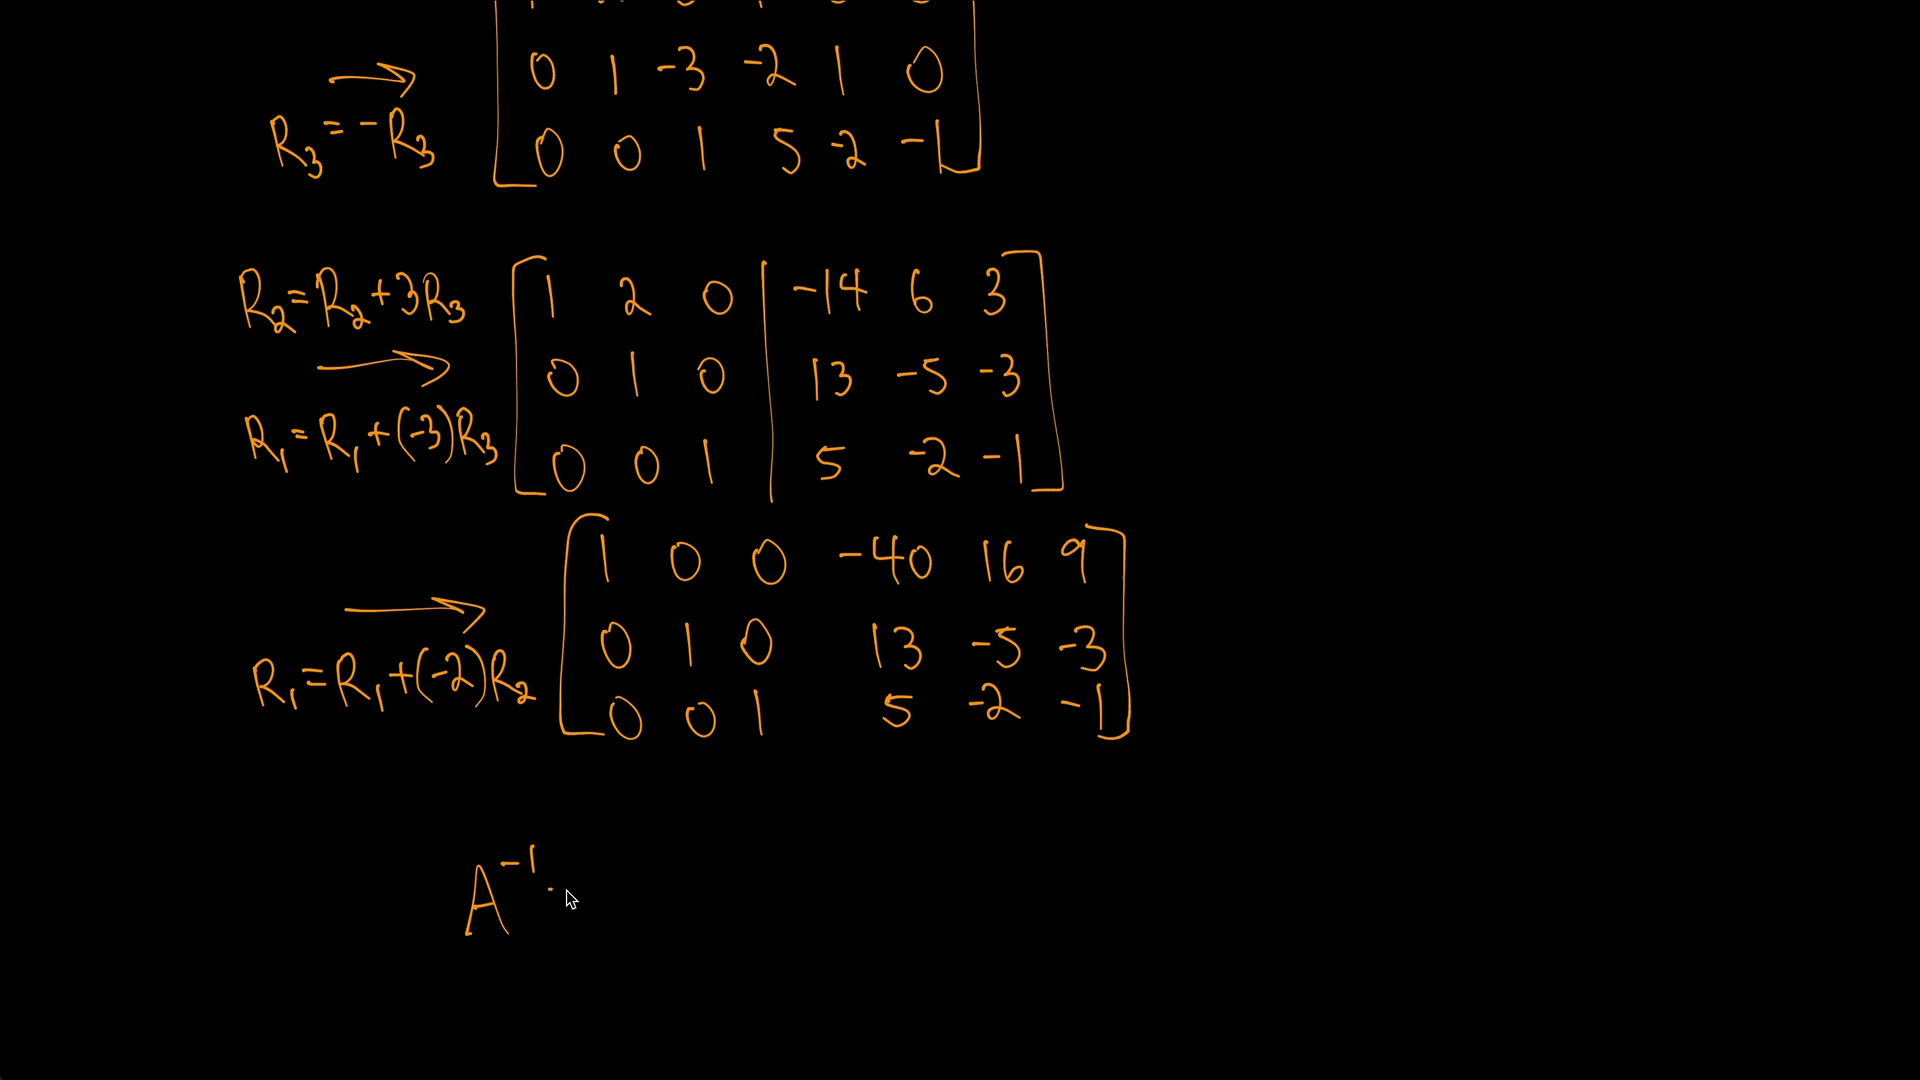 0 1 -3 -2 1 0
R₃ = -R₃
0 0 1 5 -2 -1
R₂ = R₂ + 3R₃
1 2 0 | -14 6 3
0 1 0 | 13 -5 -3
R₁ = R₁ + (-3)R₃
0 0 1 | 5 -2 -1
1 0 0 -40 16 9
0 1 0 13 -5 -3
R₁ = R₁ + (-2)R₂
0 0 1 5 -2 -1
A⁻¹